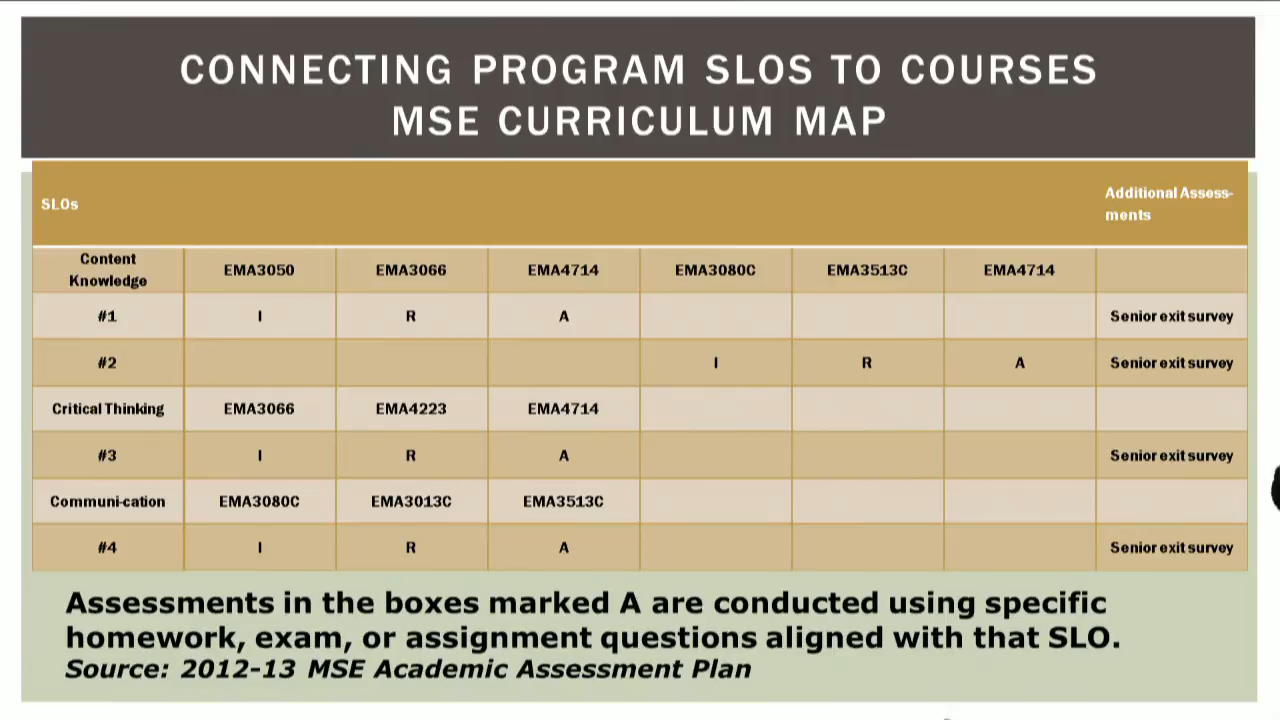 CONNECTING PROGRAM SLOS TO COURSES
MSE CURRICULUM MAP
SLOs Additional Assess-
ments
Content
Knowledge EMA3050 EMA3066 EMA4714 EMA3080C EMA3513C EMA4714
#1 I R A Senior exit survey
#2 I R A Senior exit survey
Critical Thinking EMA3066 EMA4223 EMA4714
#3 I R A Senior exit survey
Communi-cation EMA3080C EMA3013C EMA3513C
#4 I R A Senior exit survey
Assessments in the boxes marked A are conducted using specific
homework, exam, or assignment questions aligned with that SLO.
Source: 2012-13 MSE Academic Assessment Plan